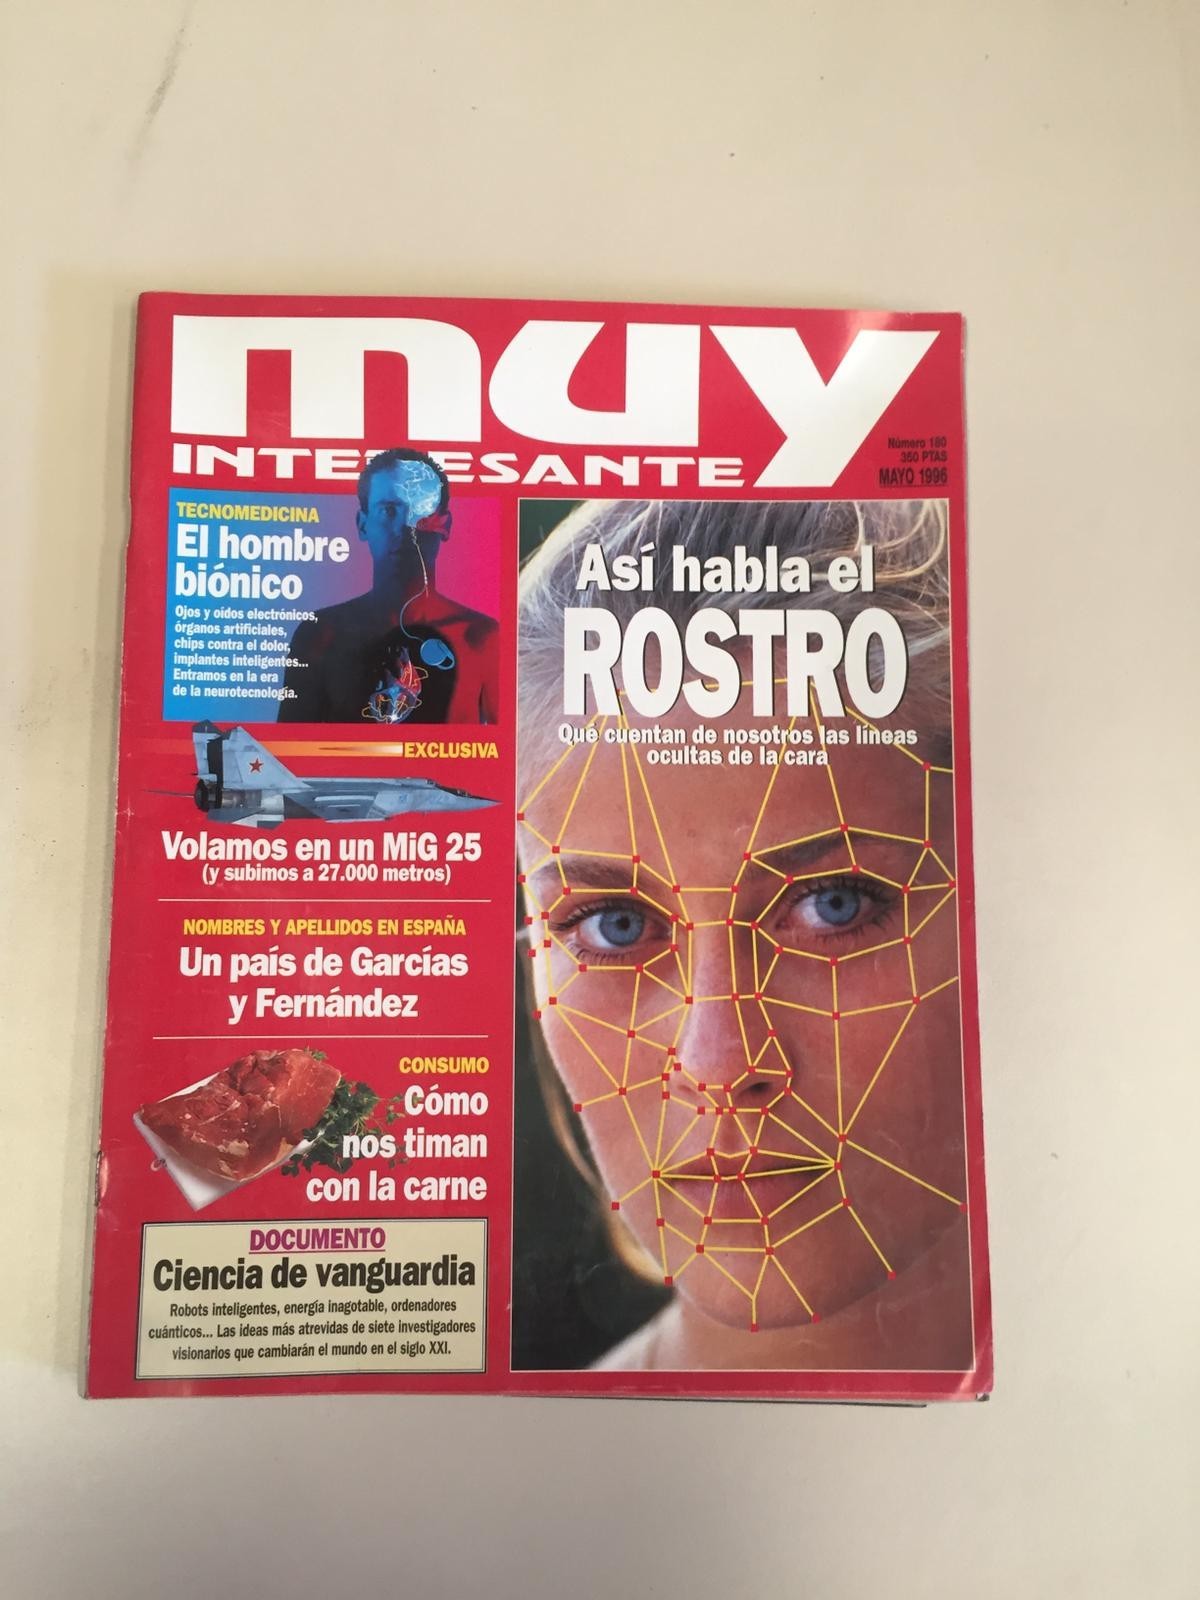 muy
INTERESANTE
Número 180
350 PTAS
MAYO 1996
TECNOMEDICINA
El hombre
biónico
Ojos y oídos electrónicos,
órganos artificiales,
chips contra el dolor,
implantes inteligentes...
Entramos en la era
de la neurotecnología.
EXCLUSIVA
Volamos en un MiG 25
(y subimos a 27.000 metros)
NOMBRES Y APELLIDOS EN ESPAÑA
Un país de Garcías
y Fernández
CONSUMO
Cómo
nos timan
con la carne
DOCUMENTO
Ciencia de vanguardia
Robots inteligentes, energía inagotable, ordenadores
cuánticos... Las ideas más atrevidas de siete investigadores
visionarios que cambiarán el mundo en el siglo XXI.
Así habla el
ROSTRO
Qué cuentan de nosotros las líneas
ocultas de la cara